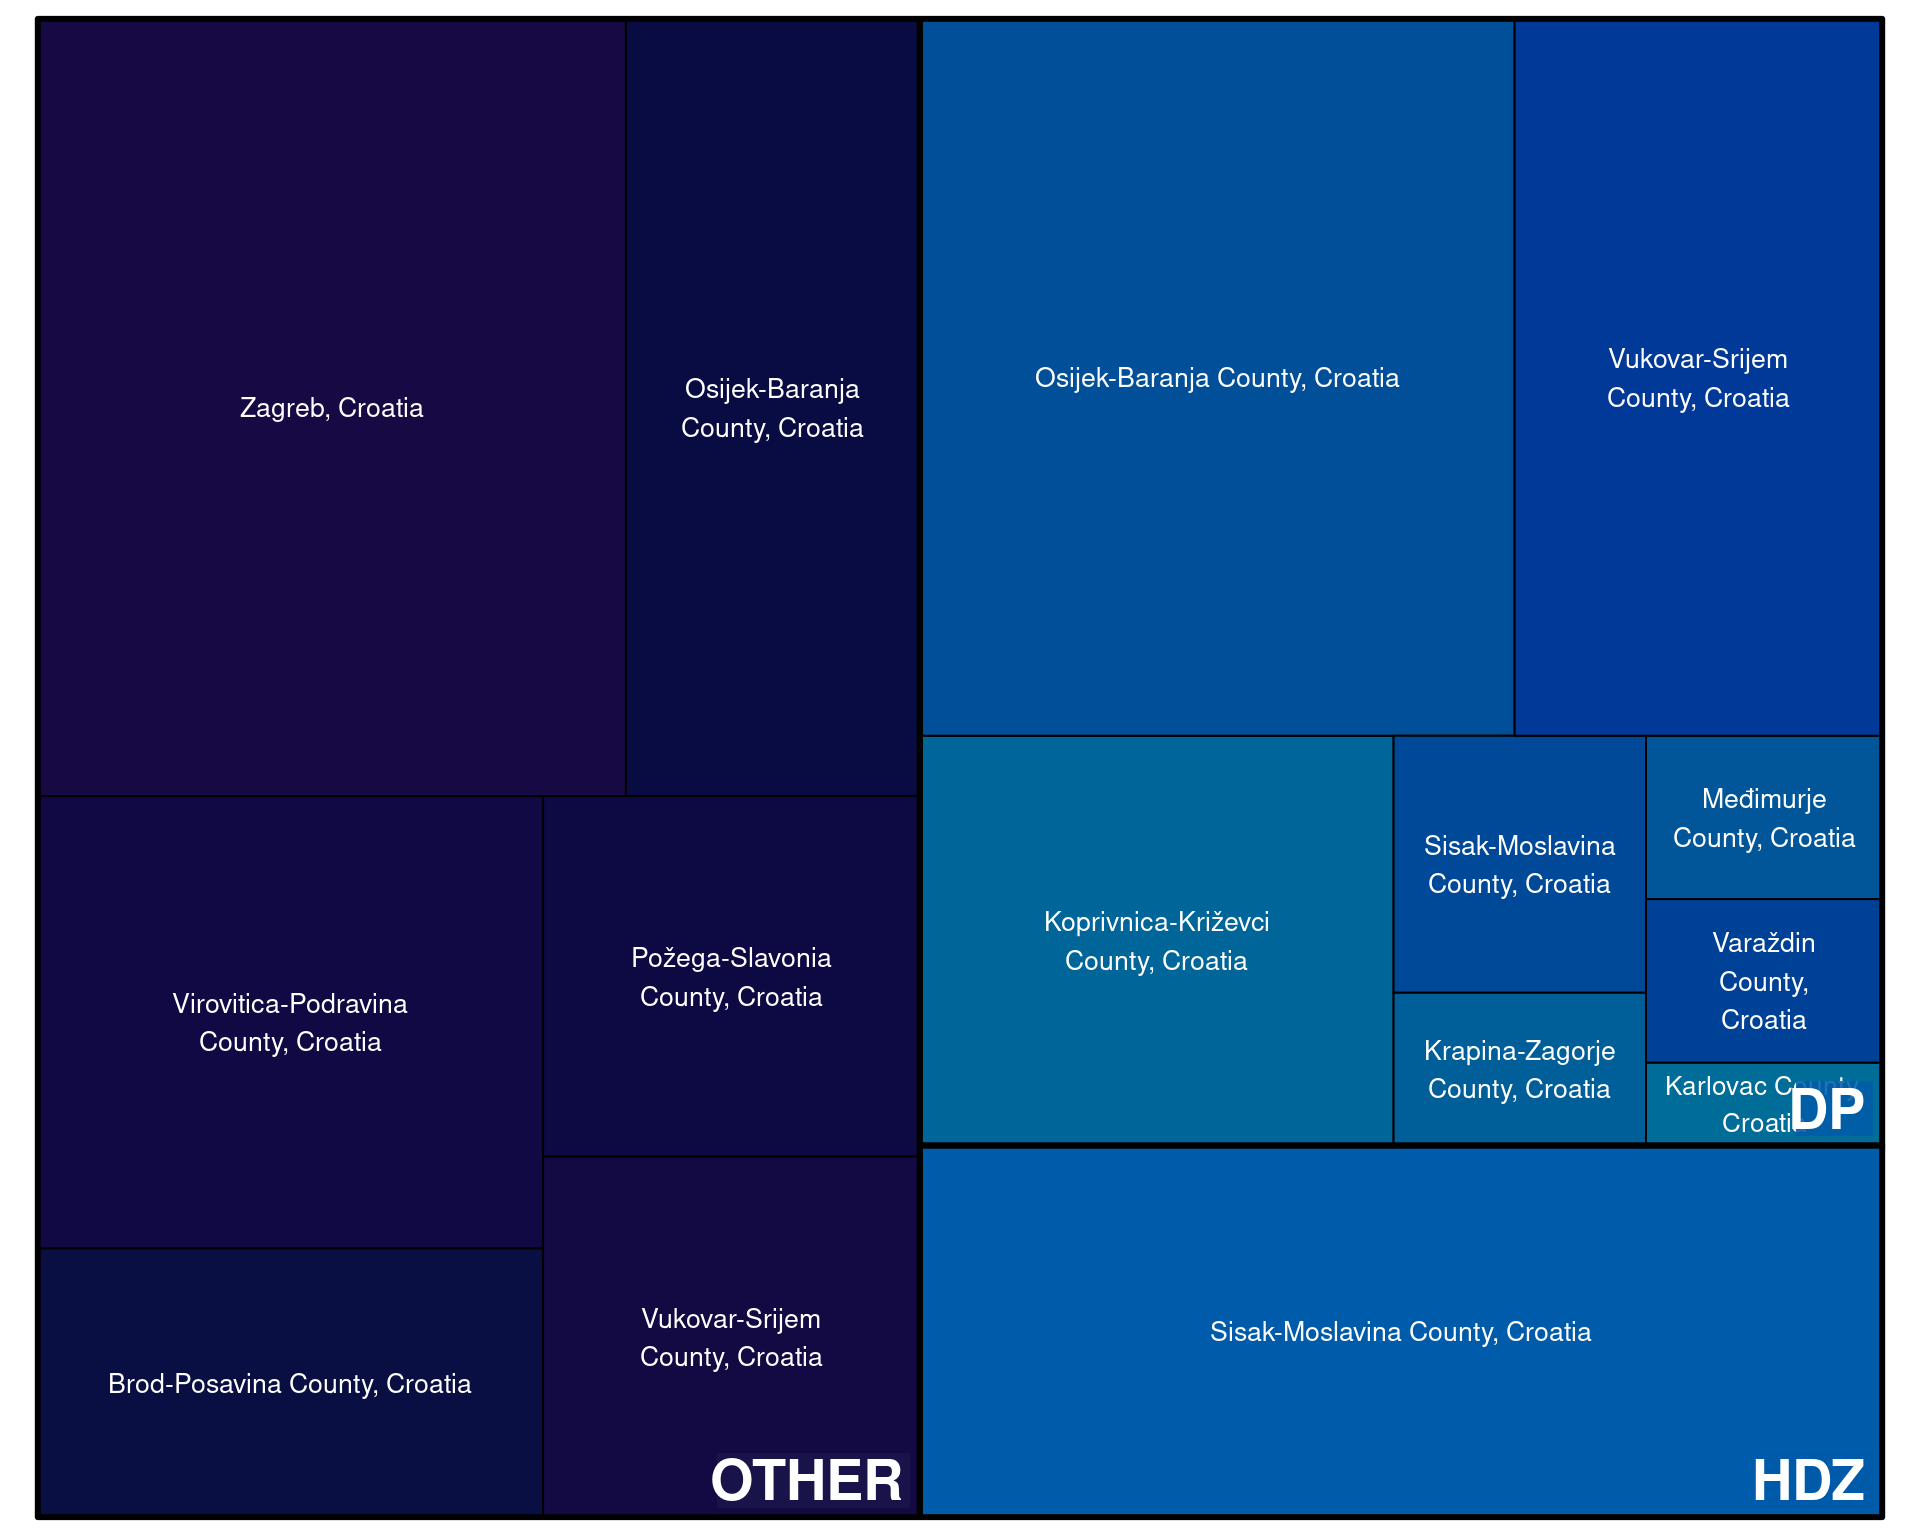 Zagreb, Croatia
Osijek-Baranja
County, Croatia
Virovitica-Podravina
County, Croatia
Požega-Slavonia
County, Croatia
Brod-Posavina County, Croatia
Vukovar-Srijem
County, Croatia
OTHER
Osijek-Baranja County, Croatia
Vukovar-Srijem
County, Croatia
Koprivnica-Križevci
County, Croatia
Sisak-Moslavina
County, Croatia
Krapina-Zagorje
County, Croatia
Međimurje
County, Croatia
Varaždin
County,
Croatia
Karlovac County,
Croatia
DP
Sisak-Moslavina County, Croatia
HDZ